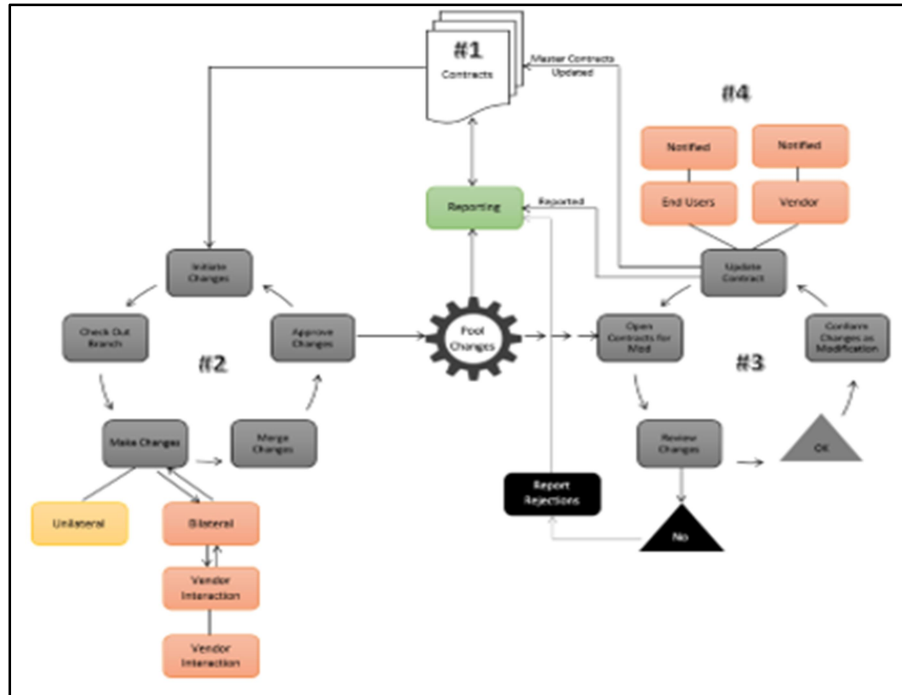 #1
Contracts
Master Contracts
Updated
#4
Notified
Notified
End Users
Vendor
Reporting
Reported
Initiate
Changes
Update
Contract
Check Out
Branch
Approve
Changes
Pool
Changes
Open
Contracts for
Mod
Confirm
Changes as
Modification
#2
#3
Make Changes
Merge
Changes
Review
Changes
OK
Report
Rejections
Unilateral
Bilateral
No
Vendor
Interaction
Vendor
Interaction